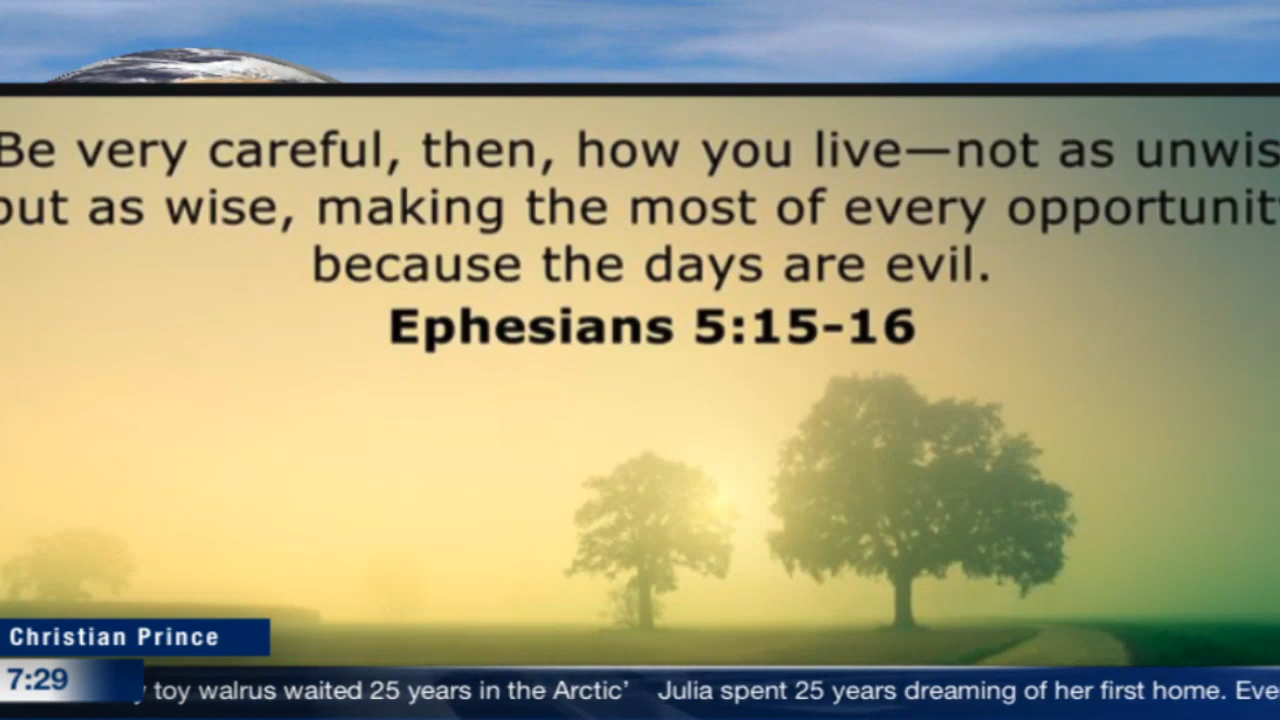 Be very careful, then, how you live—not as unwis
out as wise, making the most of every opportunity
because the days are evil.
Ephesians 5:15-16
Christian Prince
7:29
y toy walrus waited 25 years in the Arctic’ Julia spent 25 years dreaming of her first home. Eve